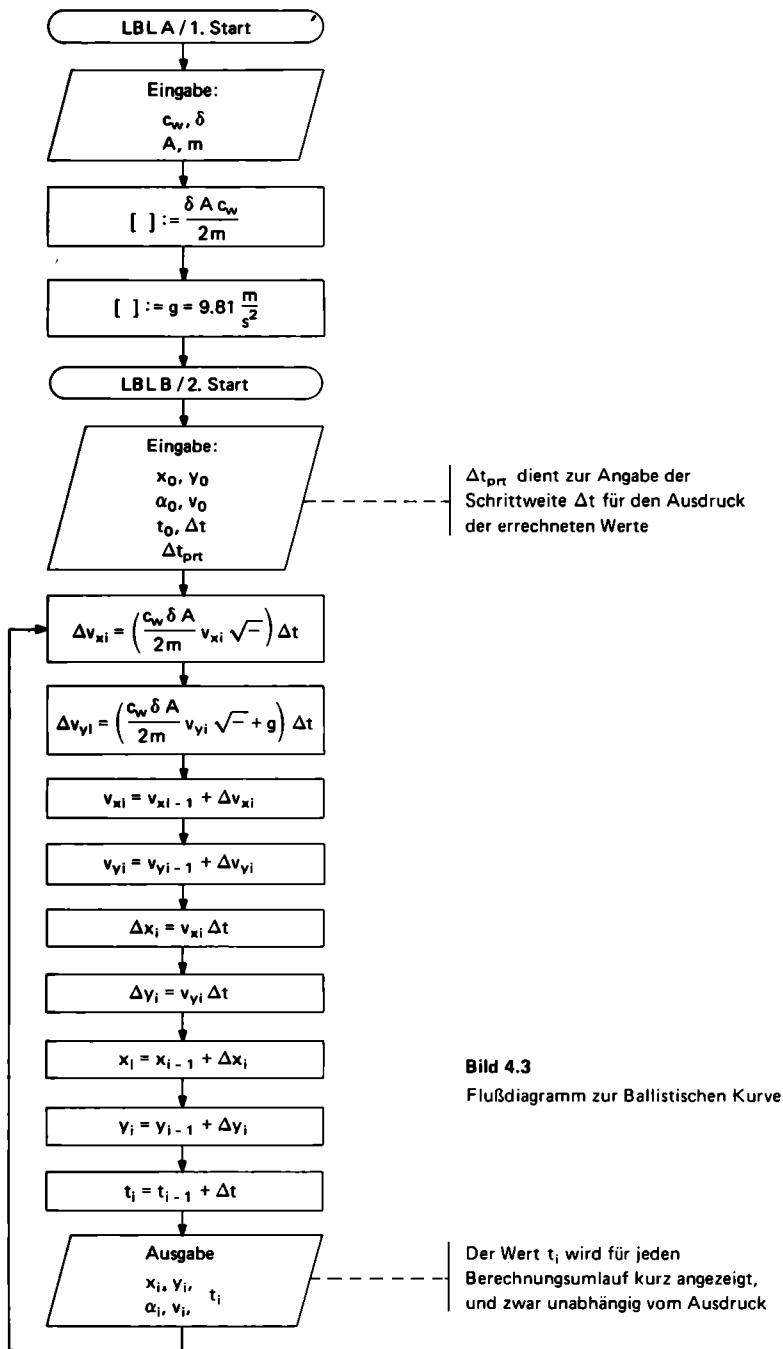 LBL A / 1. Start
Eingabe:
c_w, δ
A, m
[ ] := δ A c_w / 2m
[ ] := g = 9.81 m/s²
LBL B / 2. Start
Eingabe:
x_0, y_0
α_0, v_0
t_0, Δt
Δt_prt
Δt_prt dient zur Angabe der
Schrittweite Δt für den Ausdruck
der errechneten Werte
Δv_xi = (c_w δ A / 2m v_xi √‾) Δt
Δv_yi = (c_w δ A / 2m v_yi √‾ + g) Δt
v_xi = v_xi-1 + Δv_xi
v_yi = v_yi-1 + Δv_yi
Δx_i = v_xi Δt
Δy_i = v_yi Δt
x_i = x_i-1 + Δx_i
y_i = y_i-1 + Δy_i
t_i = t_i-1 + Δt
Bild 4.3
Flußdiagramm zur Ballistischen Kurve
Ausgabe
x_i, y_i,
α_i, v_i, t_i
Der Wert t_i wird für jeden
Berechnungsumlauf kurz angezeigt,
und zwar unabhängig vom Ausdruck